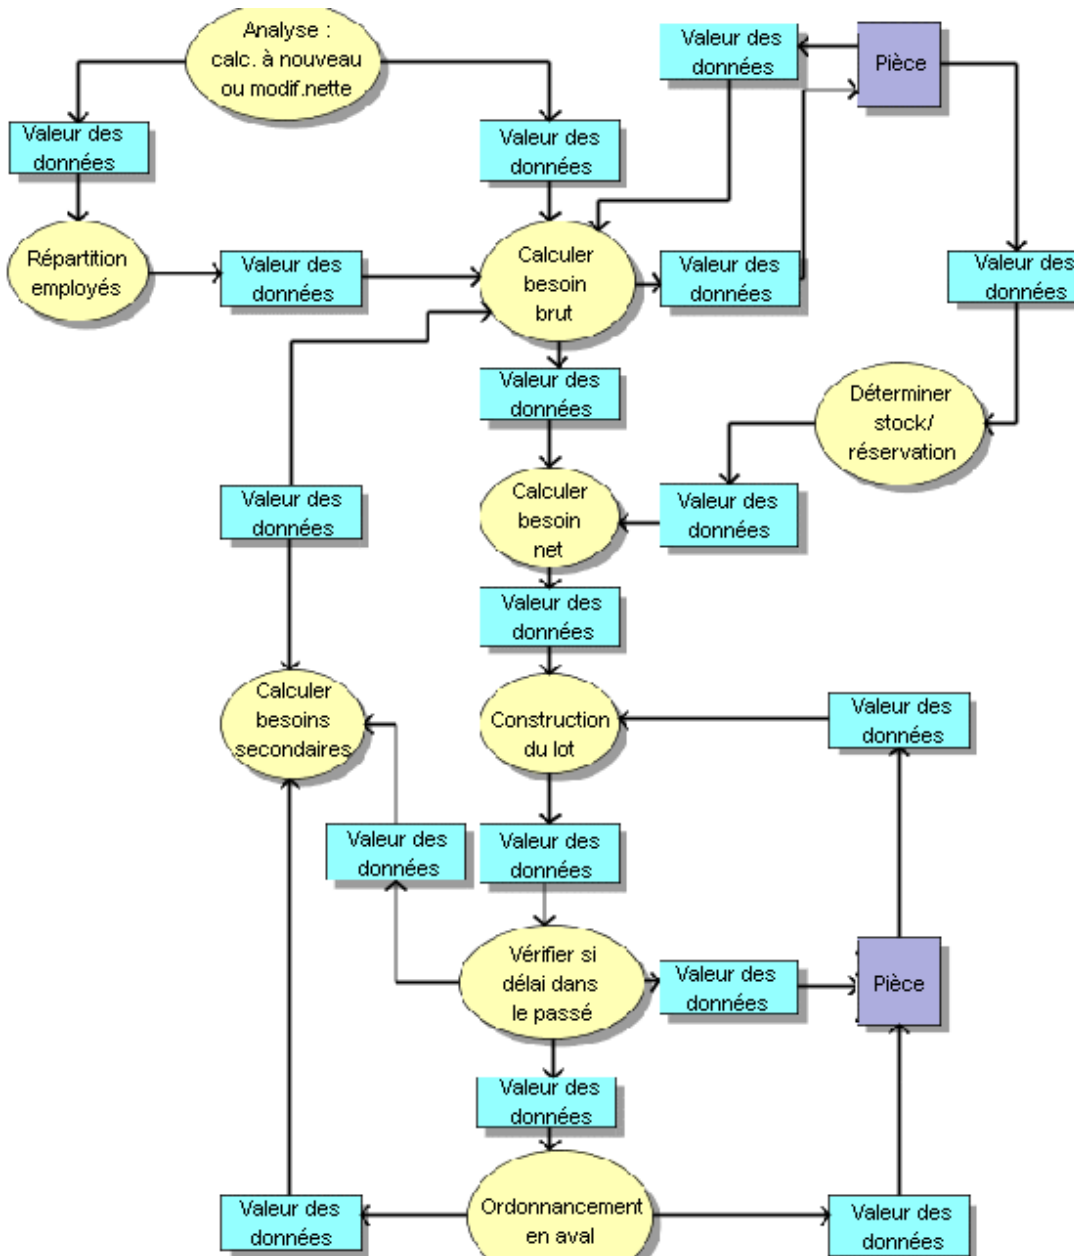 Analyse :
calc. à nouveau
ou modif.nette
Valeur des
données
Pièce
Valeur des
données
Valeur des
données
Répartition
employés
Valeur des
données
Calculer
besoin
brut
Valeur des
données
Valeur des
données
Valeur des
données
Déterminer
stock/
réservation
Valeur des
données
Calculer
besoin
net
Valeur des
données
Valeur des
données
Calculer
besoins
secondaires
Construction
du lot
Valeur des
données
Valeur des
données
Valeur des
données
Vérifier si
délai dans
le passé
Valeur des
données
Pièce
Valeur des
données
Valeur des
données
Ordonnancement
en aval
Valeur des
données